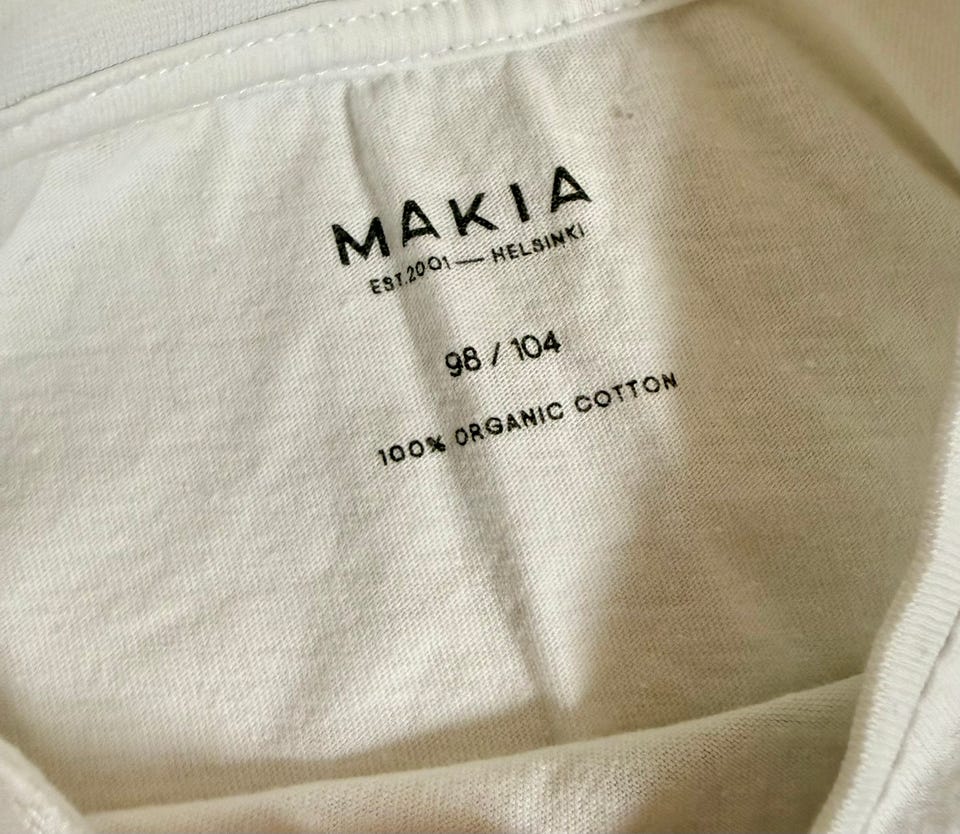 MAKIA
EST.2001 — HELSINKI
98 / 104
100% ORGANIC COTTON